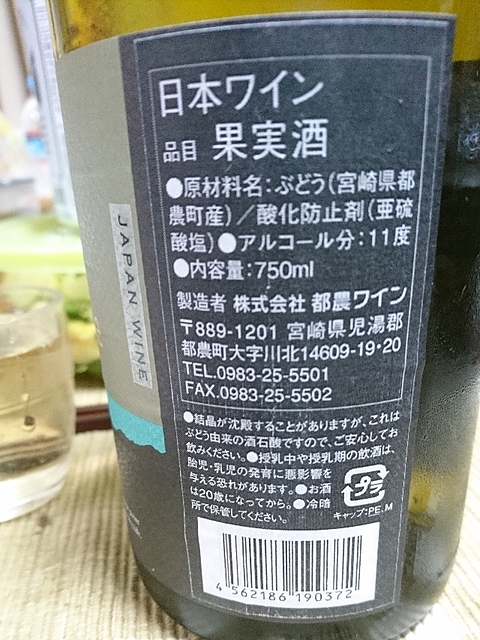 日本ワイン
品目 果実酒
●原材料名：ぶどう（宮崎県都
農町産）／酸化防止剤（亜硫
酸塩）●アルコール分：11度
●内容量：750ml
製造者 株式会社 都農ワイン
〒889-1201 宮崎県児湯郡
都農町大字川北14609-19･20
TEL.0983-25-5501
FAX.0983-25-5502
●結晶が沈殿することがありますが、これは
ぶどう由来の酒石酸ですので、ご安心してお
飲みください。●授乳中や授乳期の飲酒は、
胎児･乳児の発育に悪影響を
与える恐れがあります。●お酒
は20歳になってから。●冷暗
所で保管してください。
プラ
キャップ：PE、M
4 562186 190372
JAPAN WINE